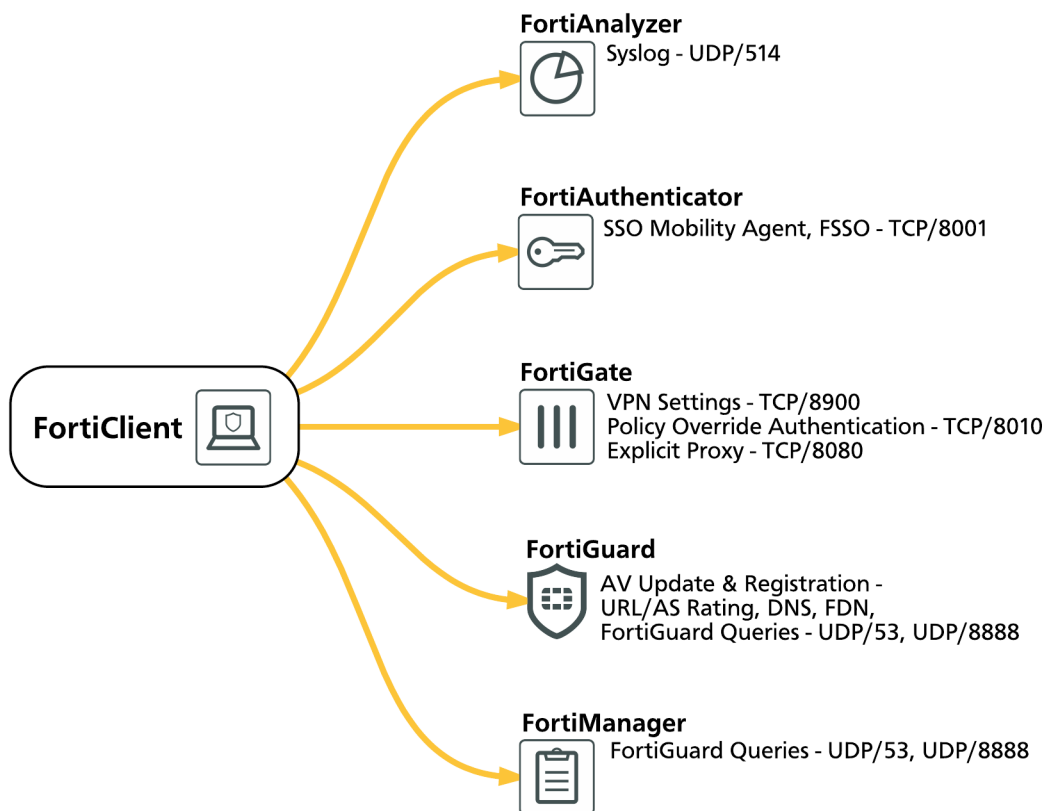 FortiAnalyzer
Syslog - UDP/514
FortiAuthenticator
SSO Mobility Agent, FSSO - TCP/8001
FortiClient
FortiGate
VPN Settings - TCP/8900
Policy Override Authentication - TCP/8010
Explicit Proxy - TCP/8080
FortiGuard
AV Update & Registration -
URL/AS Rating, DNS, FDN,
FortiGuard Queries - UDP/53, UDP/8888
FortiManager
FortiGuard Queries - UDP/53, UDP/8888